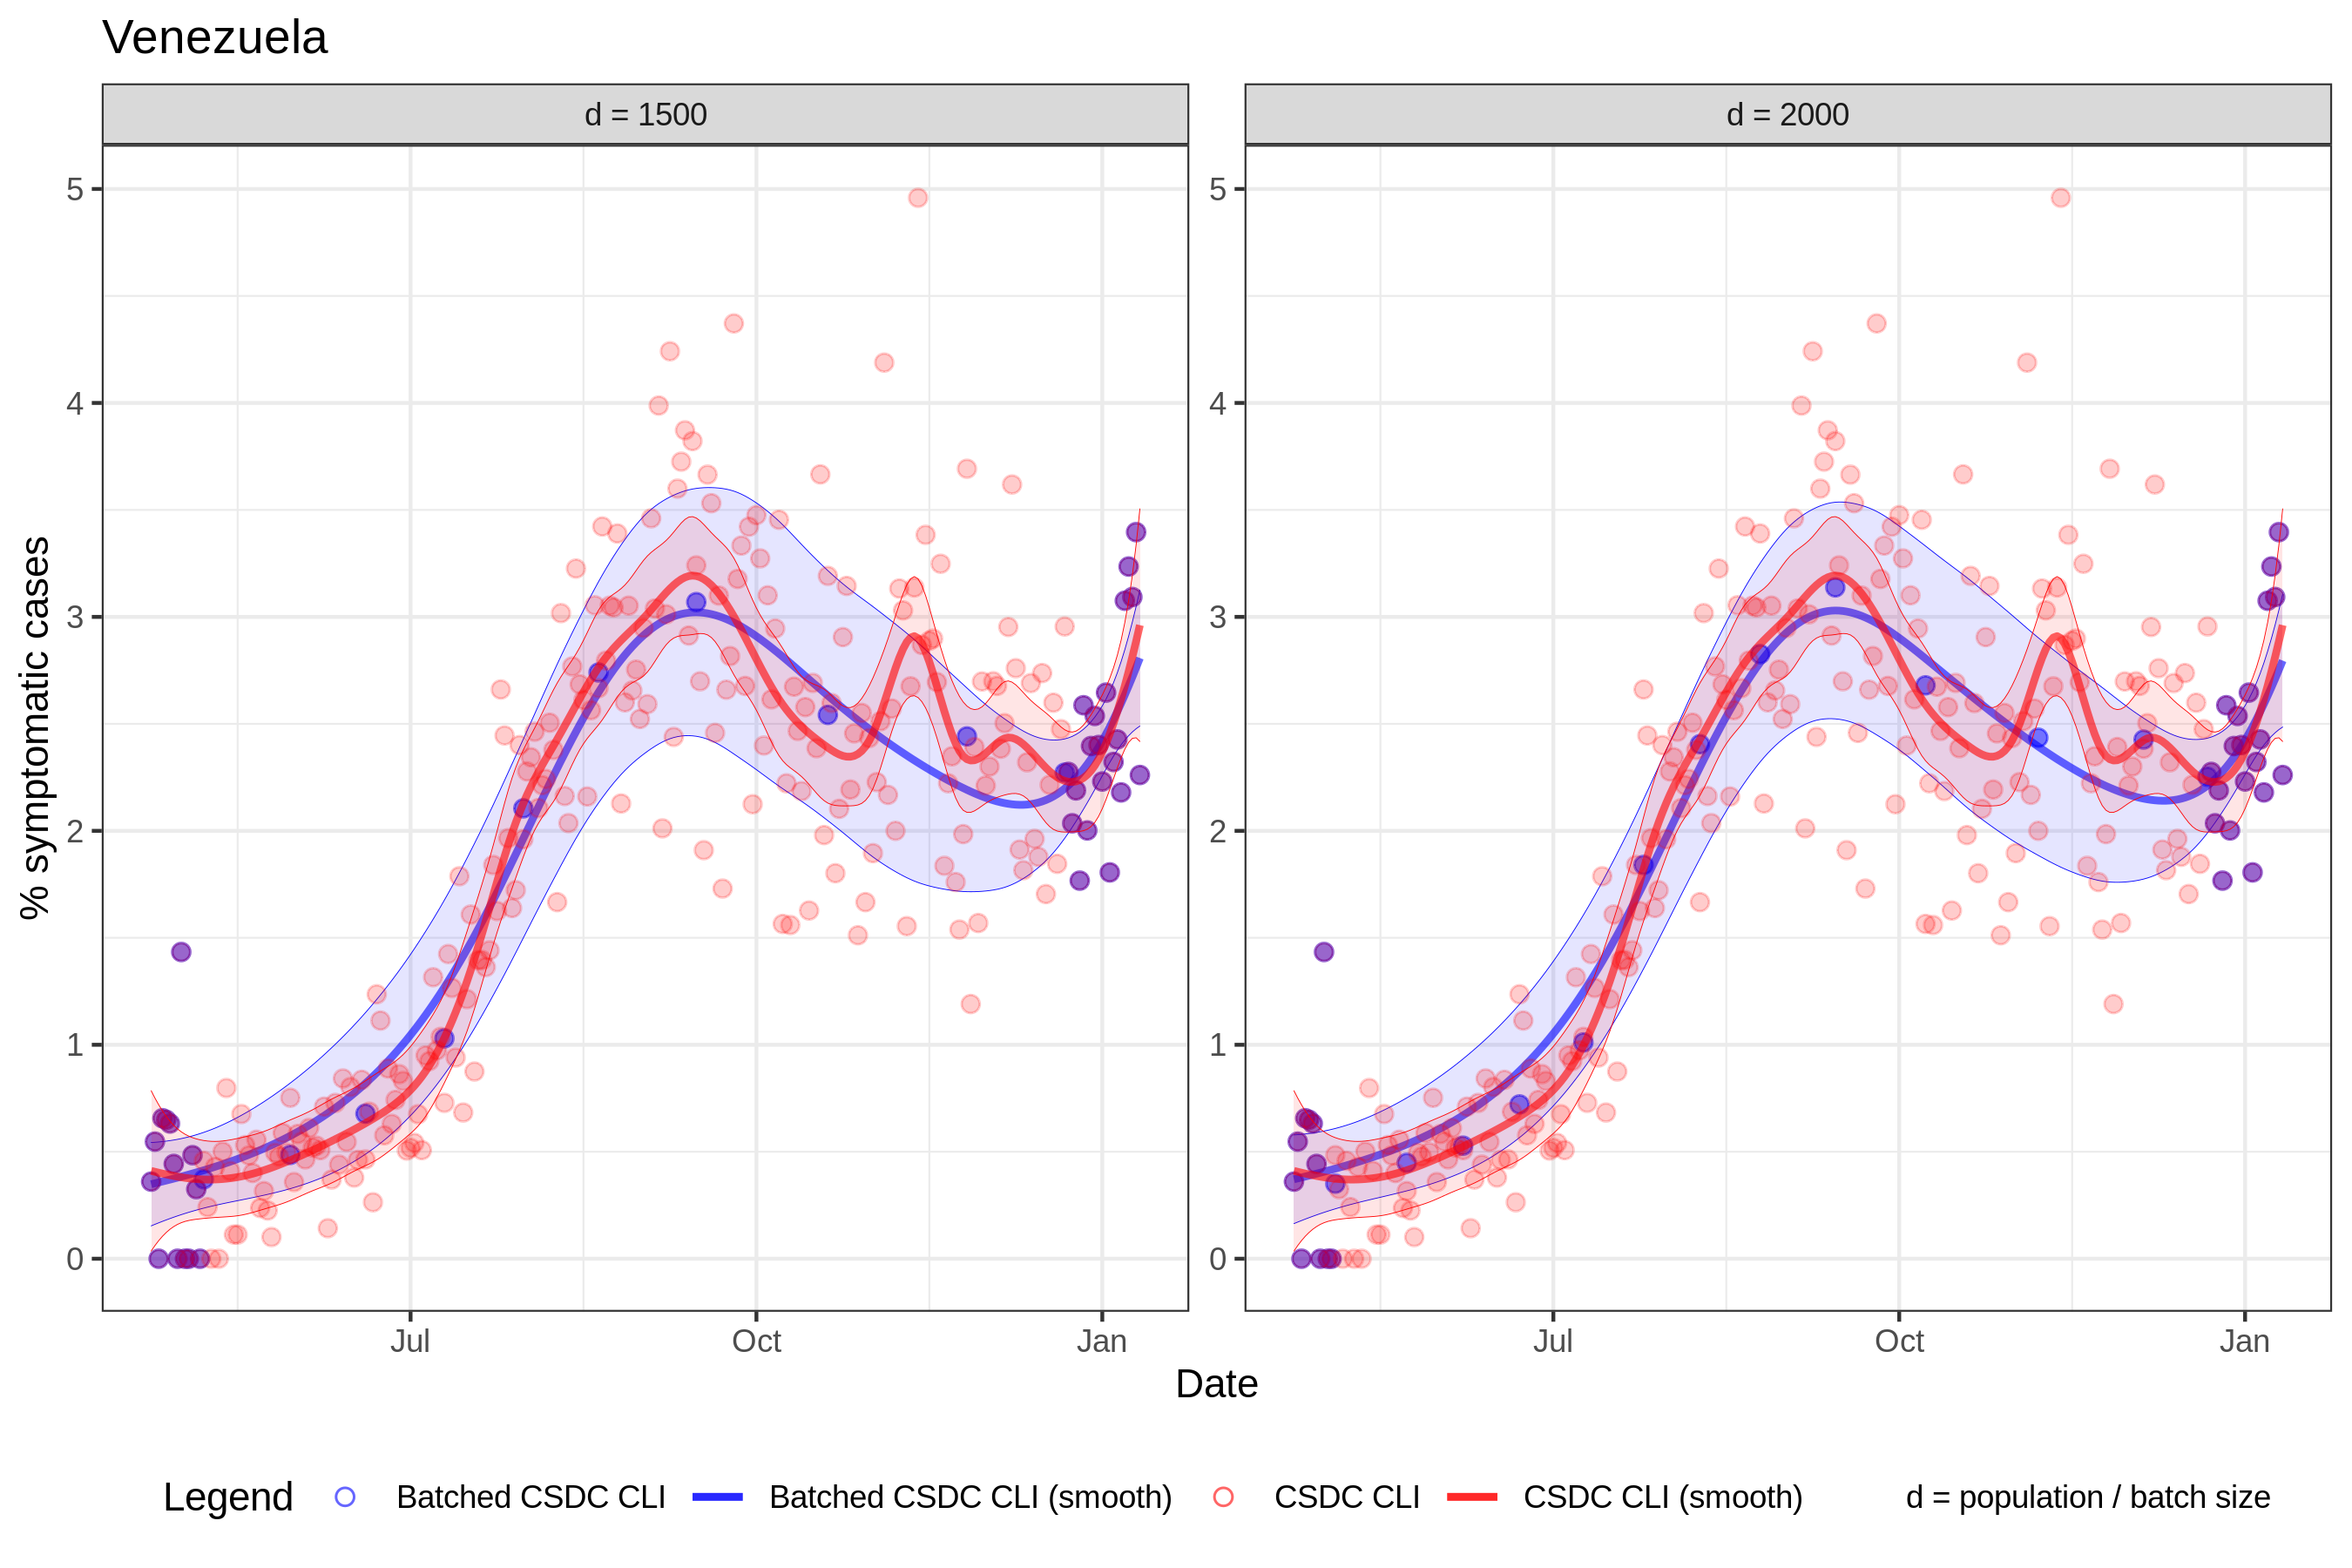 Venezuela
d = 1500
d = 2000
% symptomatic cases
5
4
3
2
1
0
5
4
3
2
1
0
Jul
Oct
Jan
Jul
Oct
Jan
Date
Legend
Batched CSDC CLI
Batched CSDC CLI (smooth)
CSDC CLI
CSDC CLI (smooth)
d = population / batch size